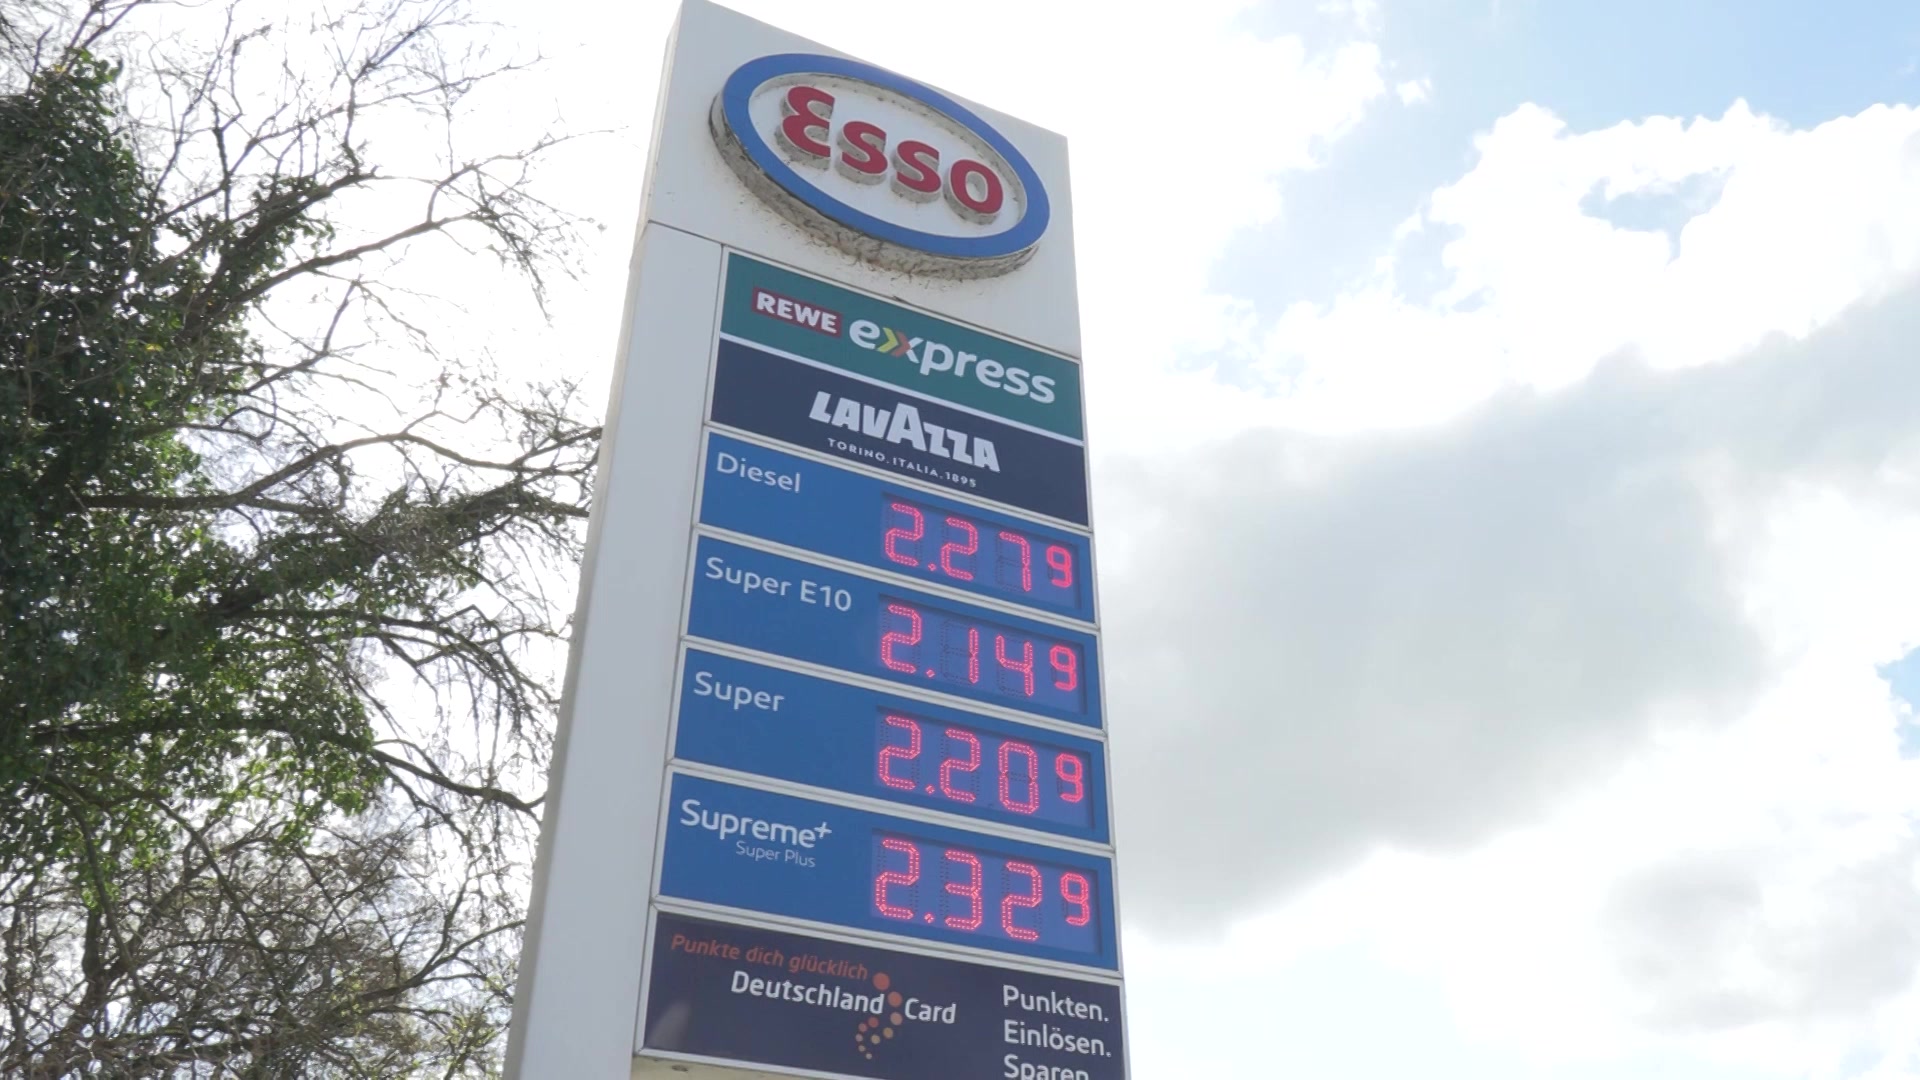 Esso
REWE express
LAVAZZA
TORINO.ITALIA.1895
Diesel
2.279
Super E10
2.149
Super
2.209
Supreme+
Super Plus
2.329
Punkte dich glücklich
Deutschland Card
Punkten.
Einlösen.
Sparen